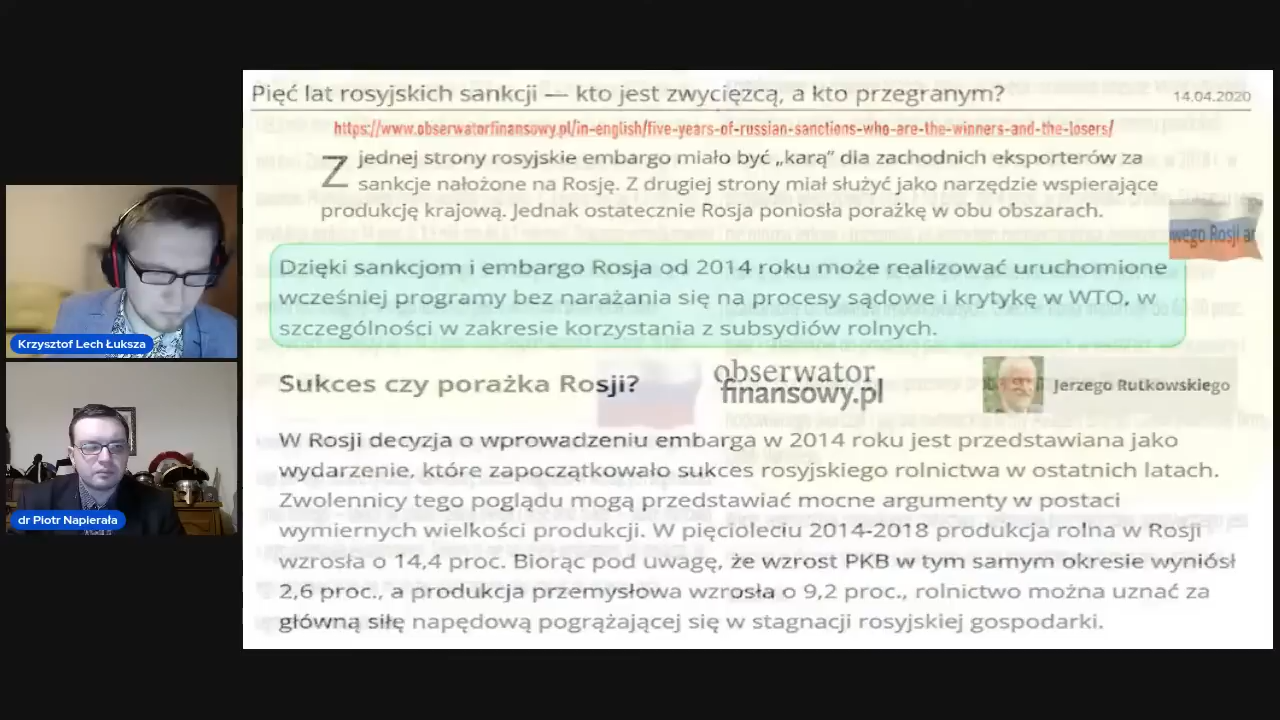 Pięć lat rosyjskich sankcji — kto jest zwycięzcą, a kto przegranym?
14.04.2020
https://www.obserwatorfinansowy.pl/in-english/five-years-of-russian-sanctions-who-are-the-winners-and-the-losers/
Z jednej strony rosyjskie embargo miało być „karą” dla zachodnich eksporterów za
sankcje nałożone na Rosję. Z drugiej strony miał służyć jako narzędzie wspierające
produkcję krajową. Jednak ostatecznie Rosja poniosła porażkę w obu obszarach.
wego Rosji
Dzięki sankcjom i embargo Rosja od 2014 roku może realizować uruchomione
wcześniej programy bez narażania się na procesy sądowe i krytykę w WTO, w
szczególności w zakresie korzystania z subsydiów rolnych.
Krzysztof Lech Łuksza
Sukces czy porażka Rosji?
obserwator
finansowy.pl
Jerzego Rutkowskiego
W Rosji decyzja o wprowadzeniu embarga w 2014 roku jest przedstawiana jako
wydarzenie, które zapoczątkowało sukces rosyjskiego rolnictwa w ostatnich latach.
Zwolennicy tego poglądu mogą przedstawiać mocne argumenty w postaci
wymiernych wielkości produkcji. W pięcioleciu 2014-2018 produkcja rolna w Rosji
wzrosła o 14,4 proc. Biorąc pod uwagę, że wzrost PKB w tym samym okresie wyniósł
2,6 proc., a produkcja przemysłowa wzrosła o 9,2 proc., rolnictwo można uznać za
główną siłę napędową pogrążającej się w stagnacji rosyjskiej gospodarki.
dr Piotr Napierała